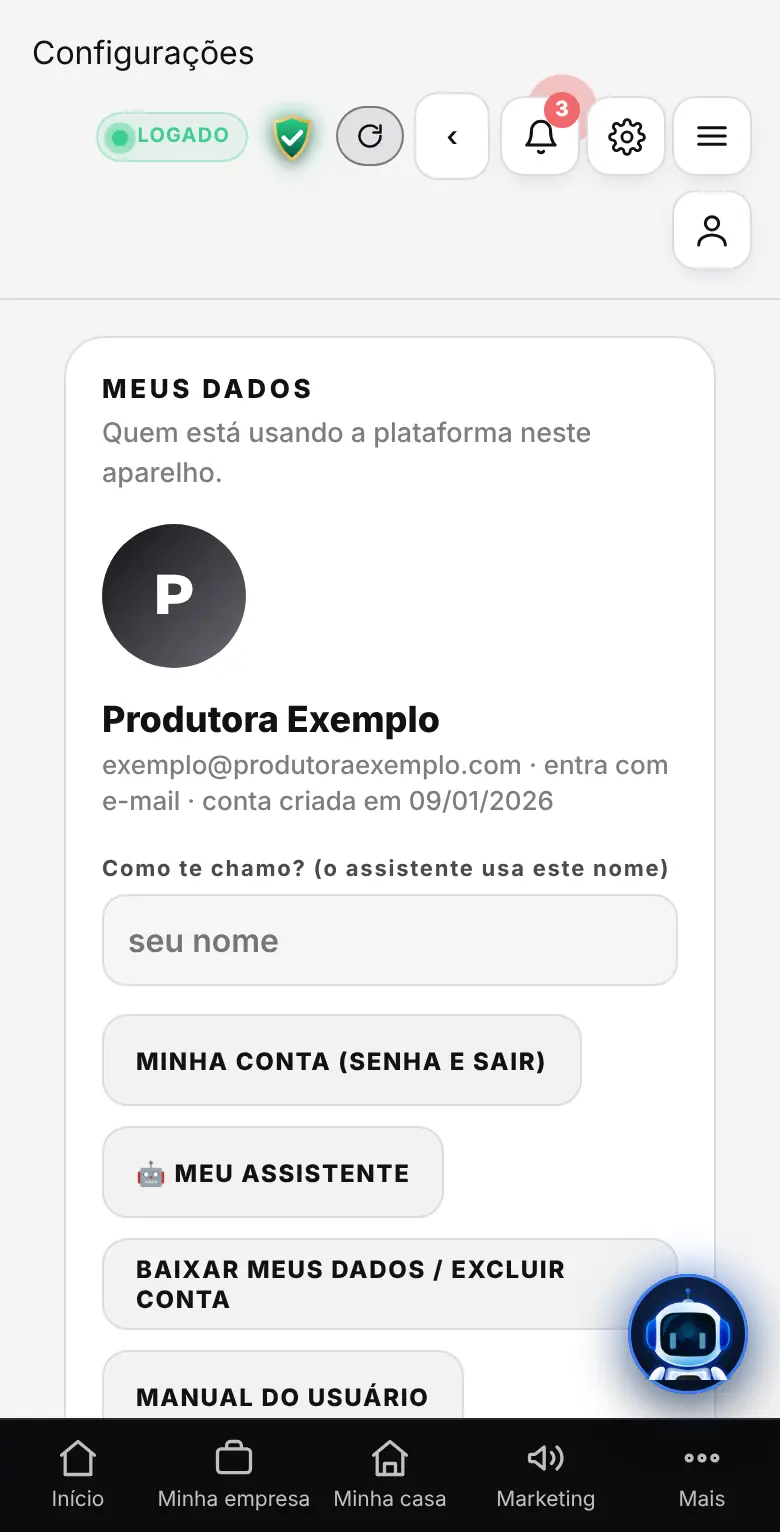 Configurações
LOGADO
3
MEUS DADOS
Quem está usando a plataforma neste
aparelho.
P
Produtora Exemplo
exemplo@produtoraexemplo.com · entra com
e-mail · conta criada em 09/01/2026
Como te chamo? (o assistente usa este nome)
seu nome
MINHA CONTA (SENHA E SAIR)
🤖 MEU ASSISTENTE
BAIXAR MEUS DADOS / EXCLUIR
CONTA
MANUAL DO USUÁRIO
Início Minha empresa Minha casa Marketing Mais